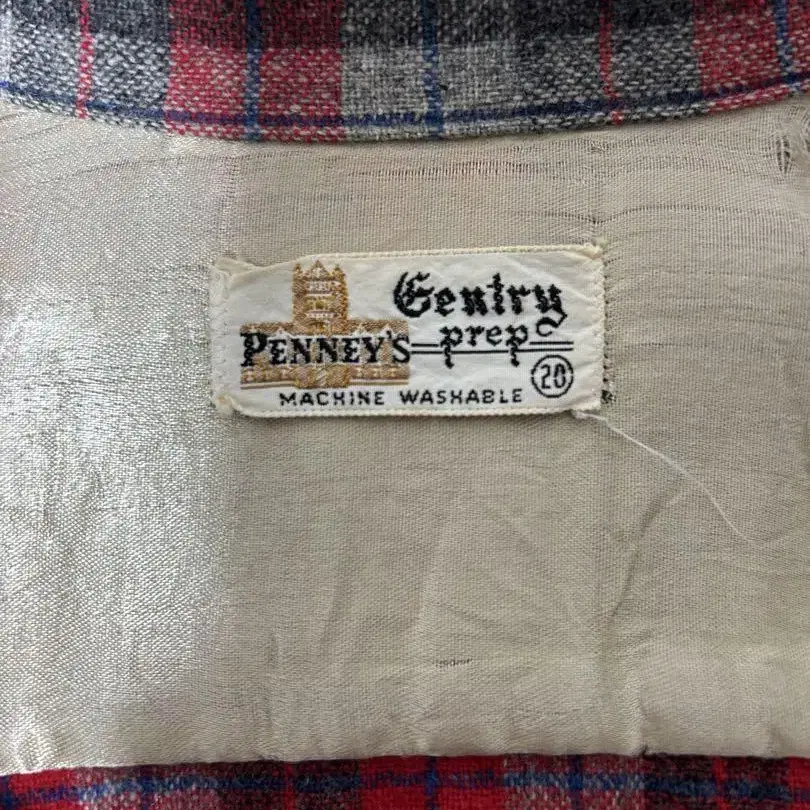 Gentry
prep
PENNEY'S
20
MACHINE WASHABLE